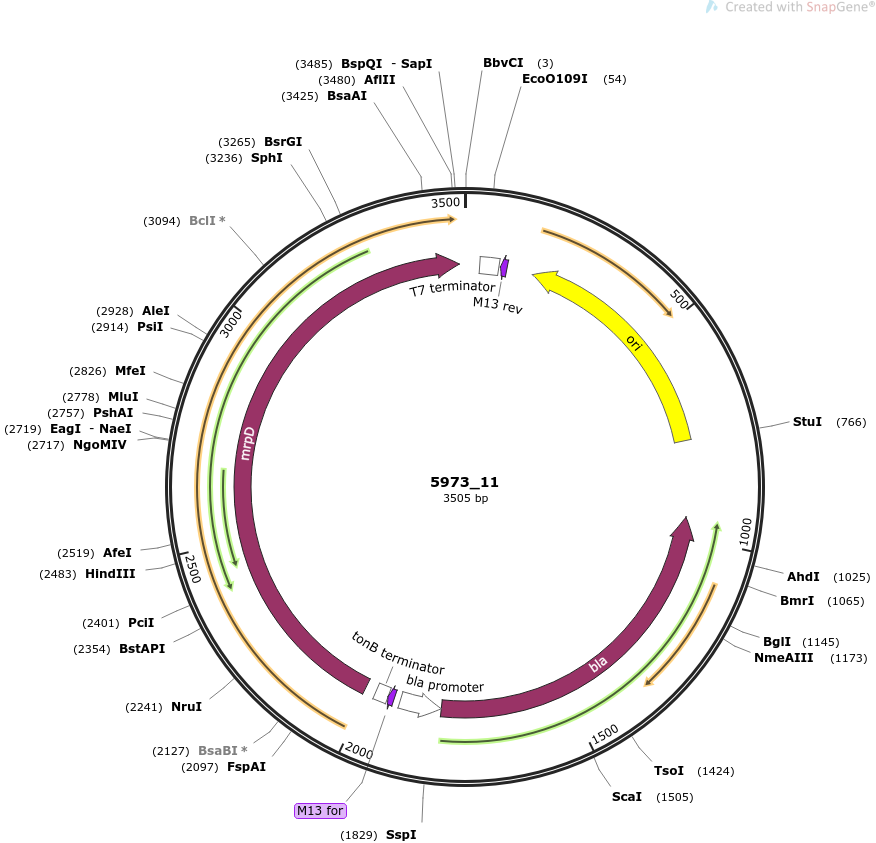 Created with SnapGene®
(3485) BspQI - SapI
(3480) AflII
(3425) BsaAI
BbvCI (3)
EcoO109I (54)
(3265) BsrGI
(3236) SphI
(3094) BclI *
(2928) AleI
(2914) PsiI
(2826) MfeI
(2778) MluI
(2757) PshAI
(2719) EagI - NaeI
(2717) NgoMIV
(2519) AfeI
(2483) HindIII
(2401) PciI
(2354) BstAPI
(2241) NruI
(2127) BsaBI *
(2097) FspAI
M13 for
(1829) SspI
StuI (766)
AhdI (1025)
BmrI (1065)
BglI (1145)
NmeAIII (1173)
TsoI (1424)
ScaI (1505)
3500
500
1000
1500
2000
2500
3000
T7 terminator
M13 rev
ori
mrpD
5973_11
3505 bp
tonB terminator
bla promoter
bla